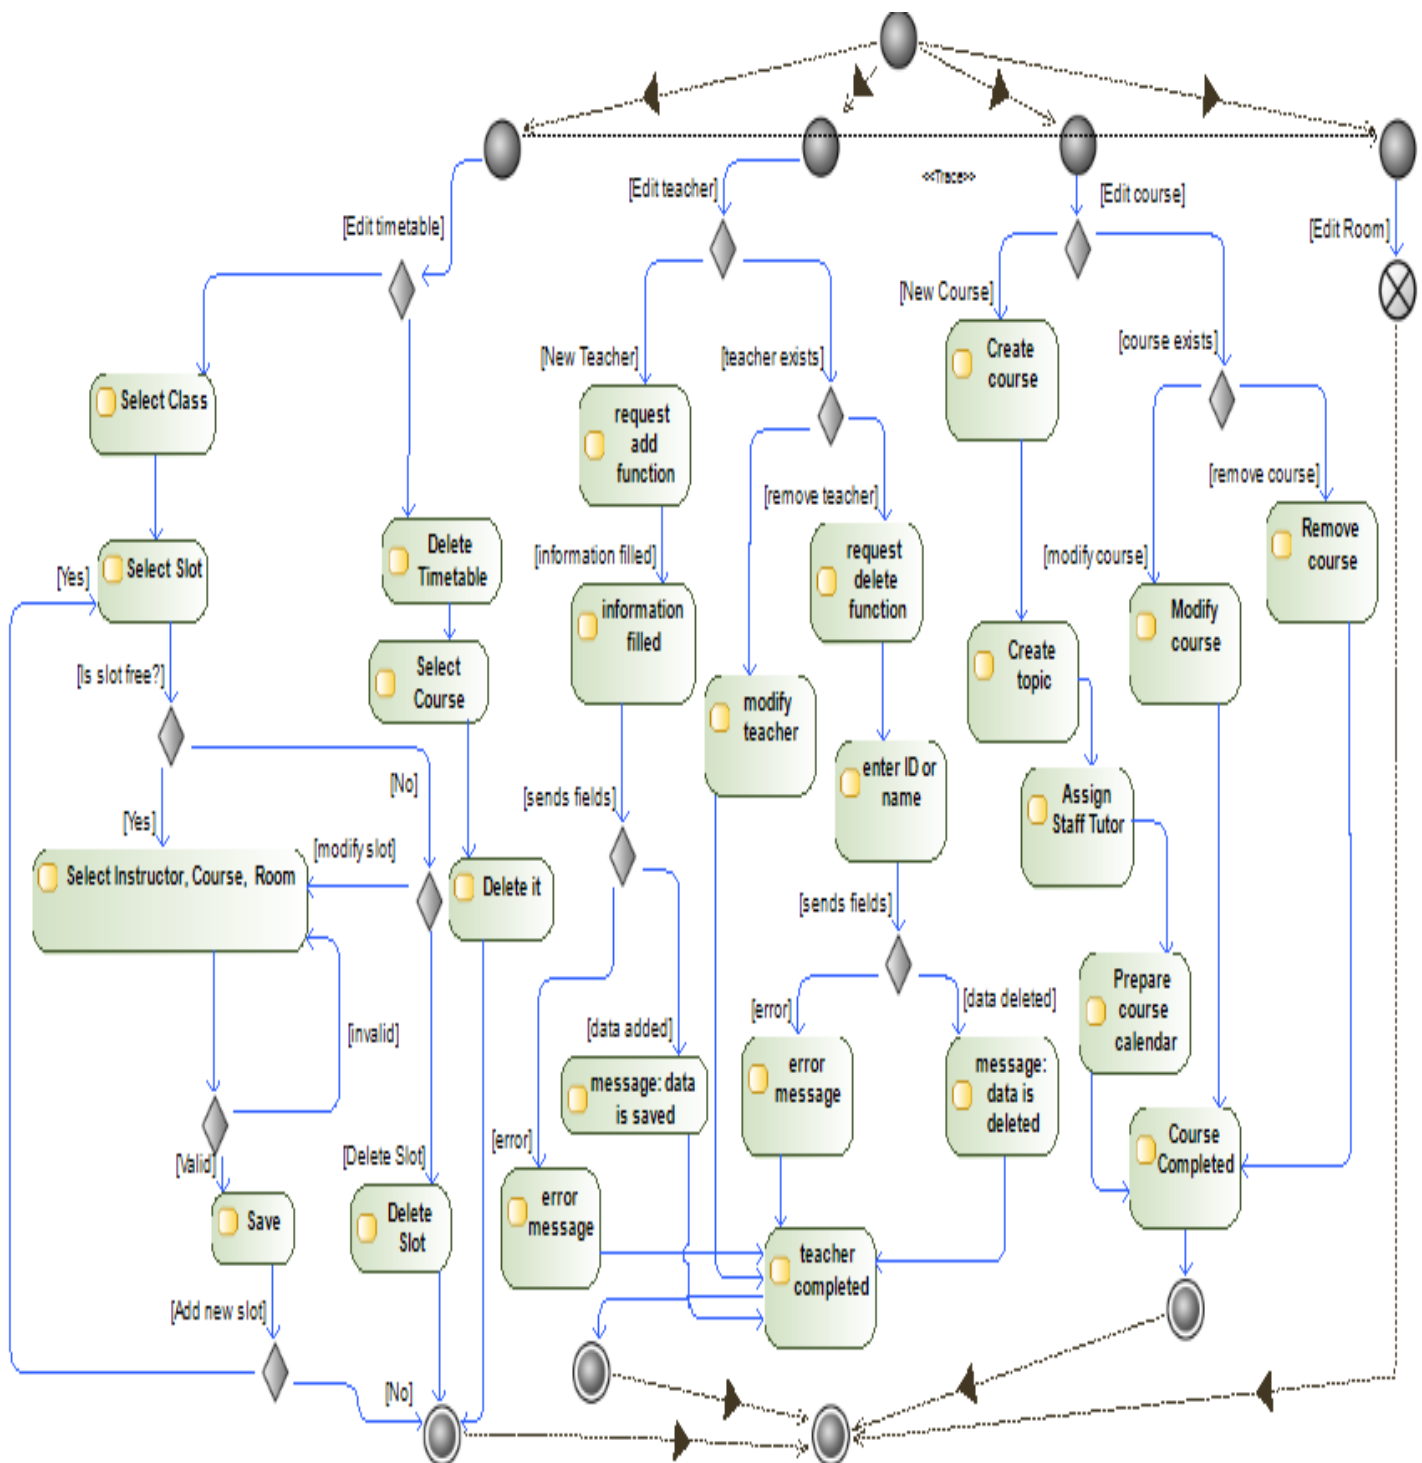 <<Trace>>
[Edit teacher]
[Edit course]
[Edit timetable]
[Edit Room]
[New Course]
[course exists]
[New Teacher]
[teacher exists]
Create
course
Select Class
request
add
function
[remove teacher]
[remove course]
Delete
Timetable
[information filled]
request
delete
function
[modify course]
Remove
course
Select Slot
[Yes]
information
filled
Modify
course
Create
topic
[Is slot free?]
Select
Course
modify
teacher
enter ID or
name
[No]
[sends fields]
Assign
Staff Tutor
[Yes]
[modify slot]
Select Instructor, Course, Room
Delete it
[sends fields]
[invalid]
[data added]
[error]
[data deleted]
Prepare
course
calendar
message: data
is saved
error
message
message:
data is
deleted
[Valid]
[Delete Slot]
[error]
Course
Completed
Save
Delete
Slot
error
message
teacher
completed
[Add new slot]
[No]